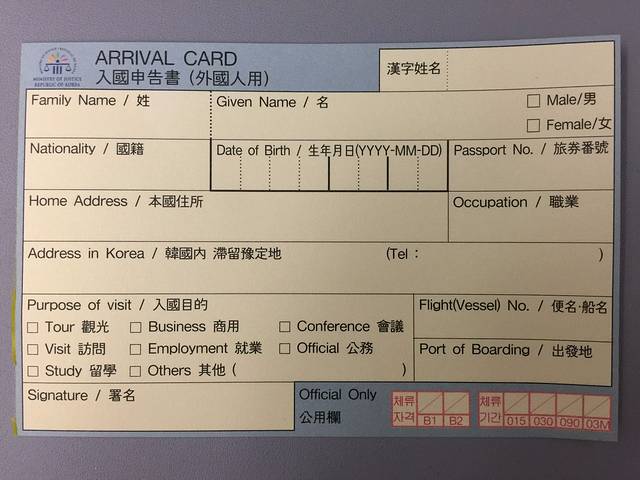 ARRIVAL CARD
入國申告書 (外國人用)
MINISTRY OF JUSTICE
REPUBLIC OF KOREA
漢字姓名
Family Name / 姓
Given Name / 名
Male/男
Female/女
Nationality / 國籍
Date of Birth / 生年月日(YYYY-MM-DD)
Passport No. / 旅券番號
Home Address / 本國住所
Occupation / 職業
Address in Korea / 韓國內 滯留豫定地
(Tel : )
Purpose of visit / 入國目的
Tour 觀光
Business 商用
Conference 會議
Visit 訪問
Employment 就業
Official 公務
Study 留學
Others 其他 ( )
Flight(Vessel) No. / 便名·船名
Port of Boarding / 出發地
Signature / 署名
Official Only
公用欄
체류
자격 B1 B2
체류
기간 015 030 090 03M